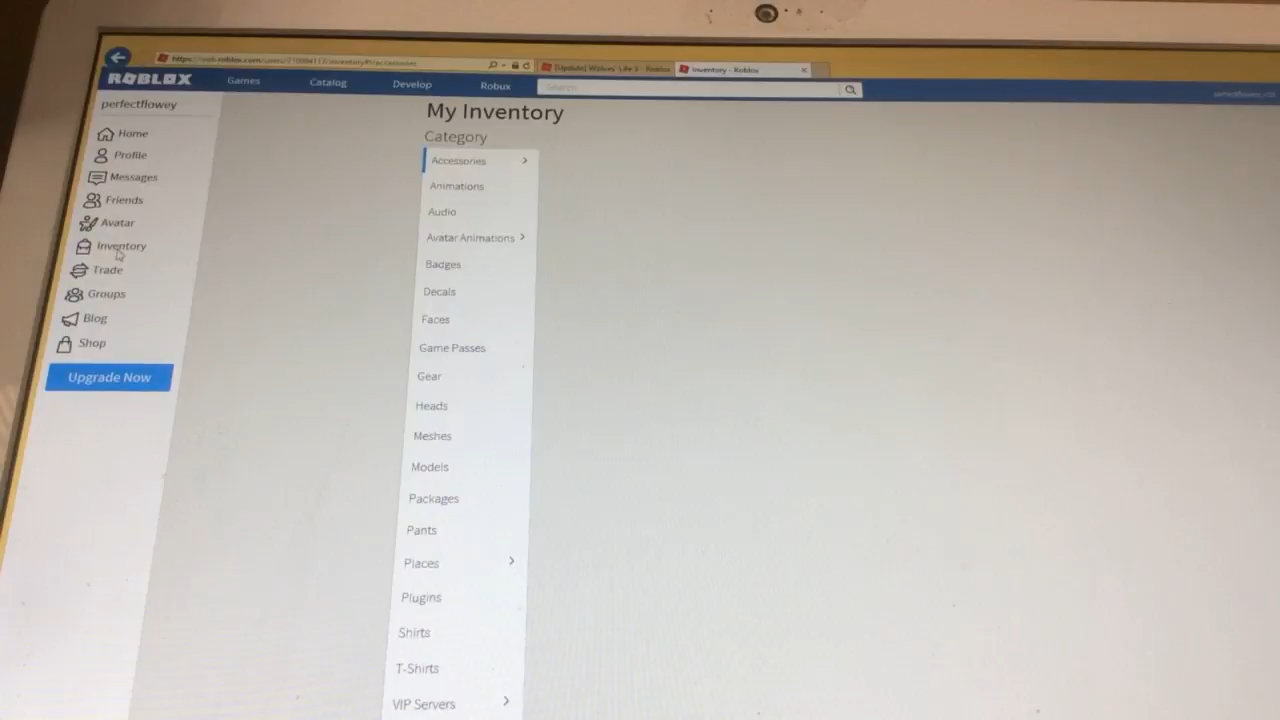 Inventory - Roblox
ROBLOX Games Catalog Develop Robux Search
perfectflowey
Home
Profile
Messages
Friends
Avatar
Inventory
Trade
Groups
Blog
Shop
Upgrade Now
My Inventory
Category
Accessories
Animations
Audio
Avatar Animations
Badges
Decals
Faces
Game Passes
Gear
Heads
Meshes
Models
Packages
Pants
Places
Plugins
Shirts
T-Shirts
VIP Servers